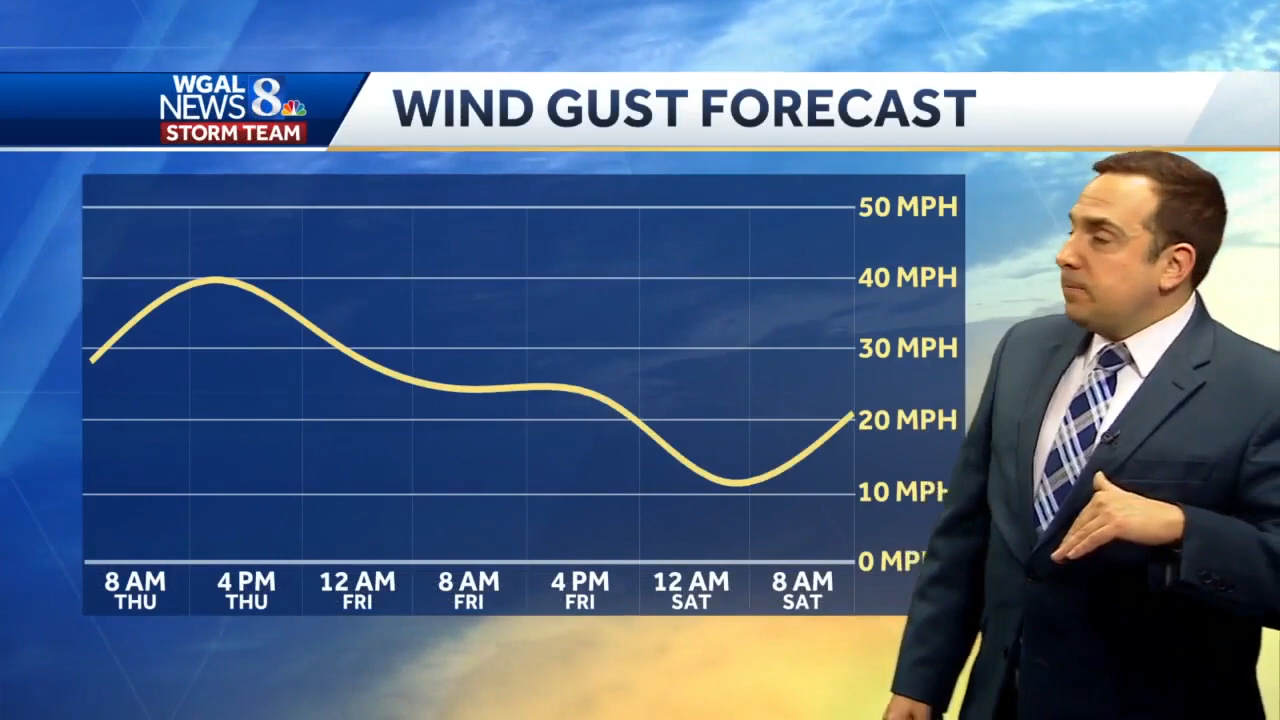 WGAL
NEWS 8
STORM TEAM
WIND GUST FORECAST
50 MPH
40 MPH
30 MPH
20 MPH
10 MPH
0 MPH
8 AM 4 PM 12 AM 8 AM 4 PM 12 AM 8 AM
THU THU FRI FRI FRI SAT SAT